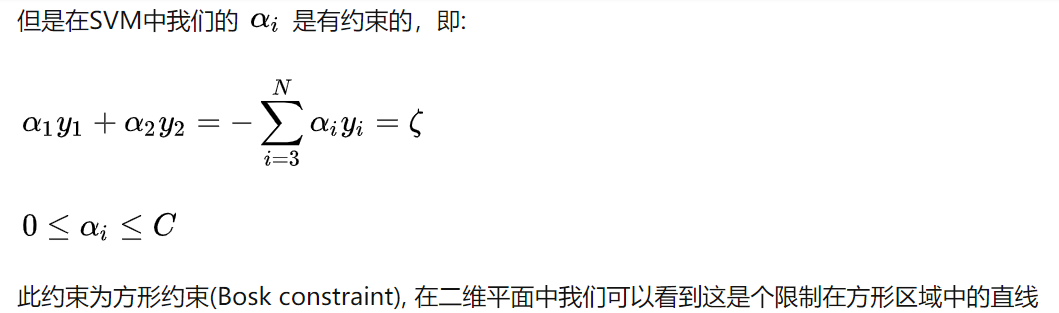 但是在SVM中我们的 αᵢ 是有约束的，即:
α₁y₁ + α₂y₂ = − ∑_{i=3}^{N} αᵢyᵢ = ζ
0 ≤ αᵢ ≤ C
此约束为方形约束(Bosk constraint), 在二维平面中我们可以看到这是个限制在方形区域中的直线